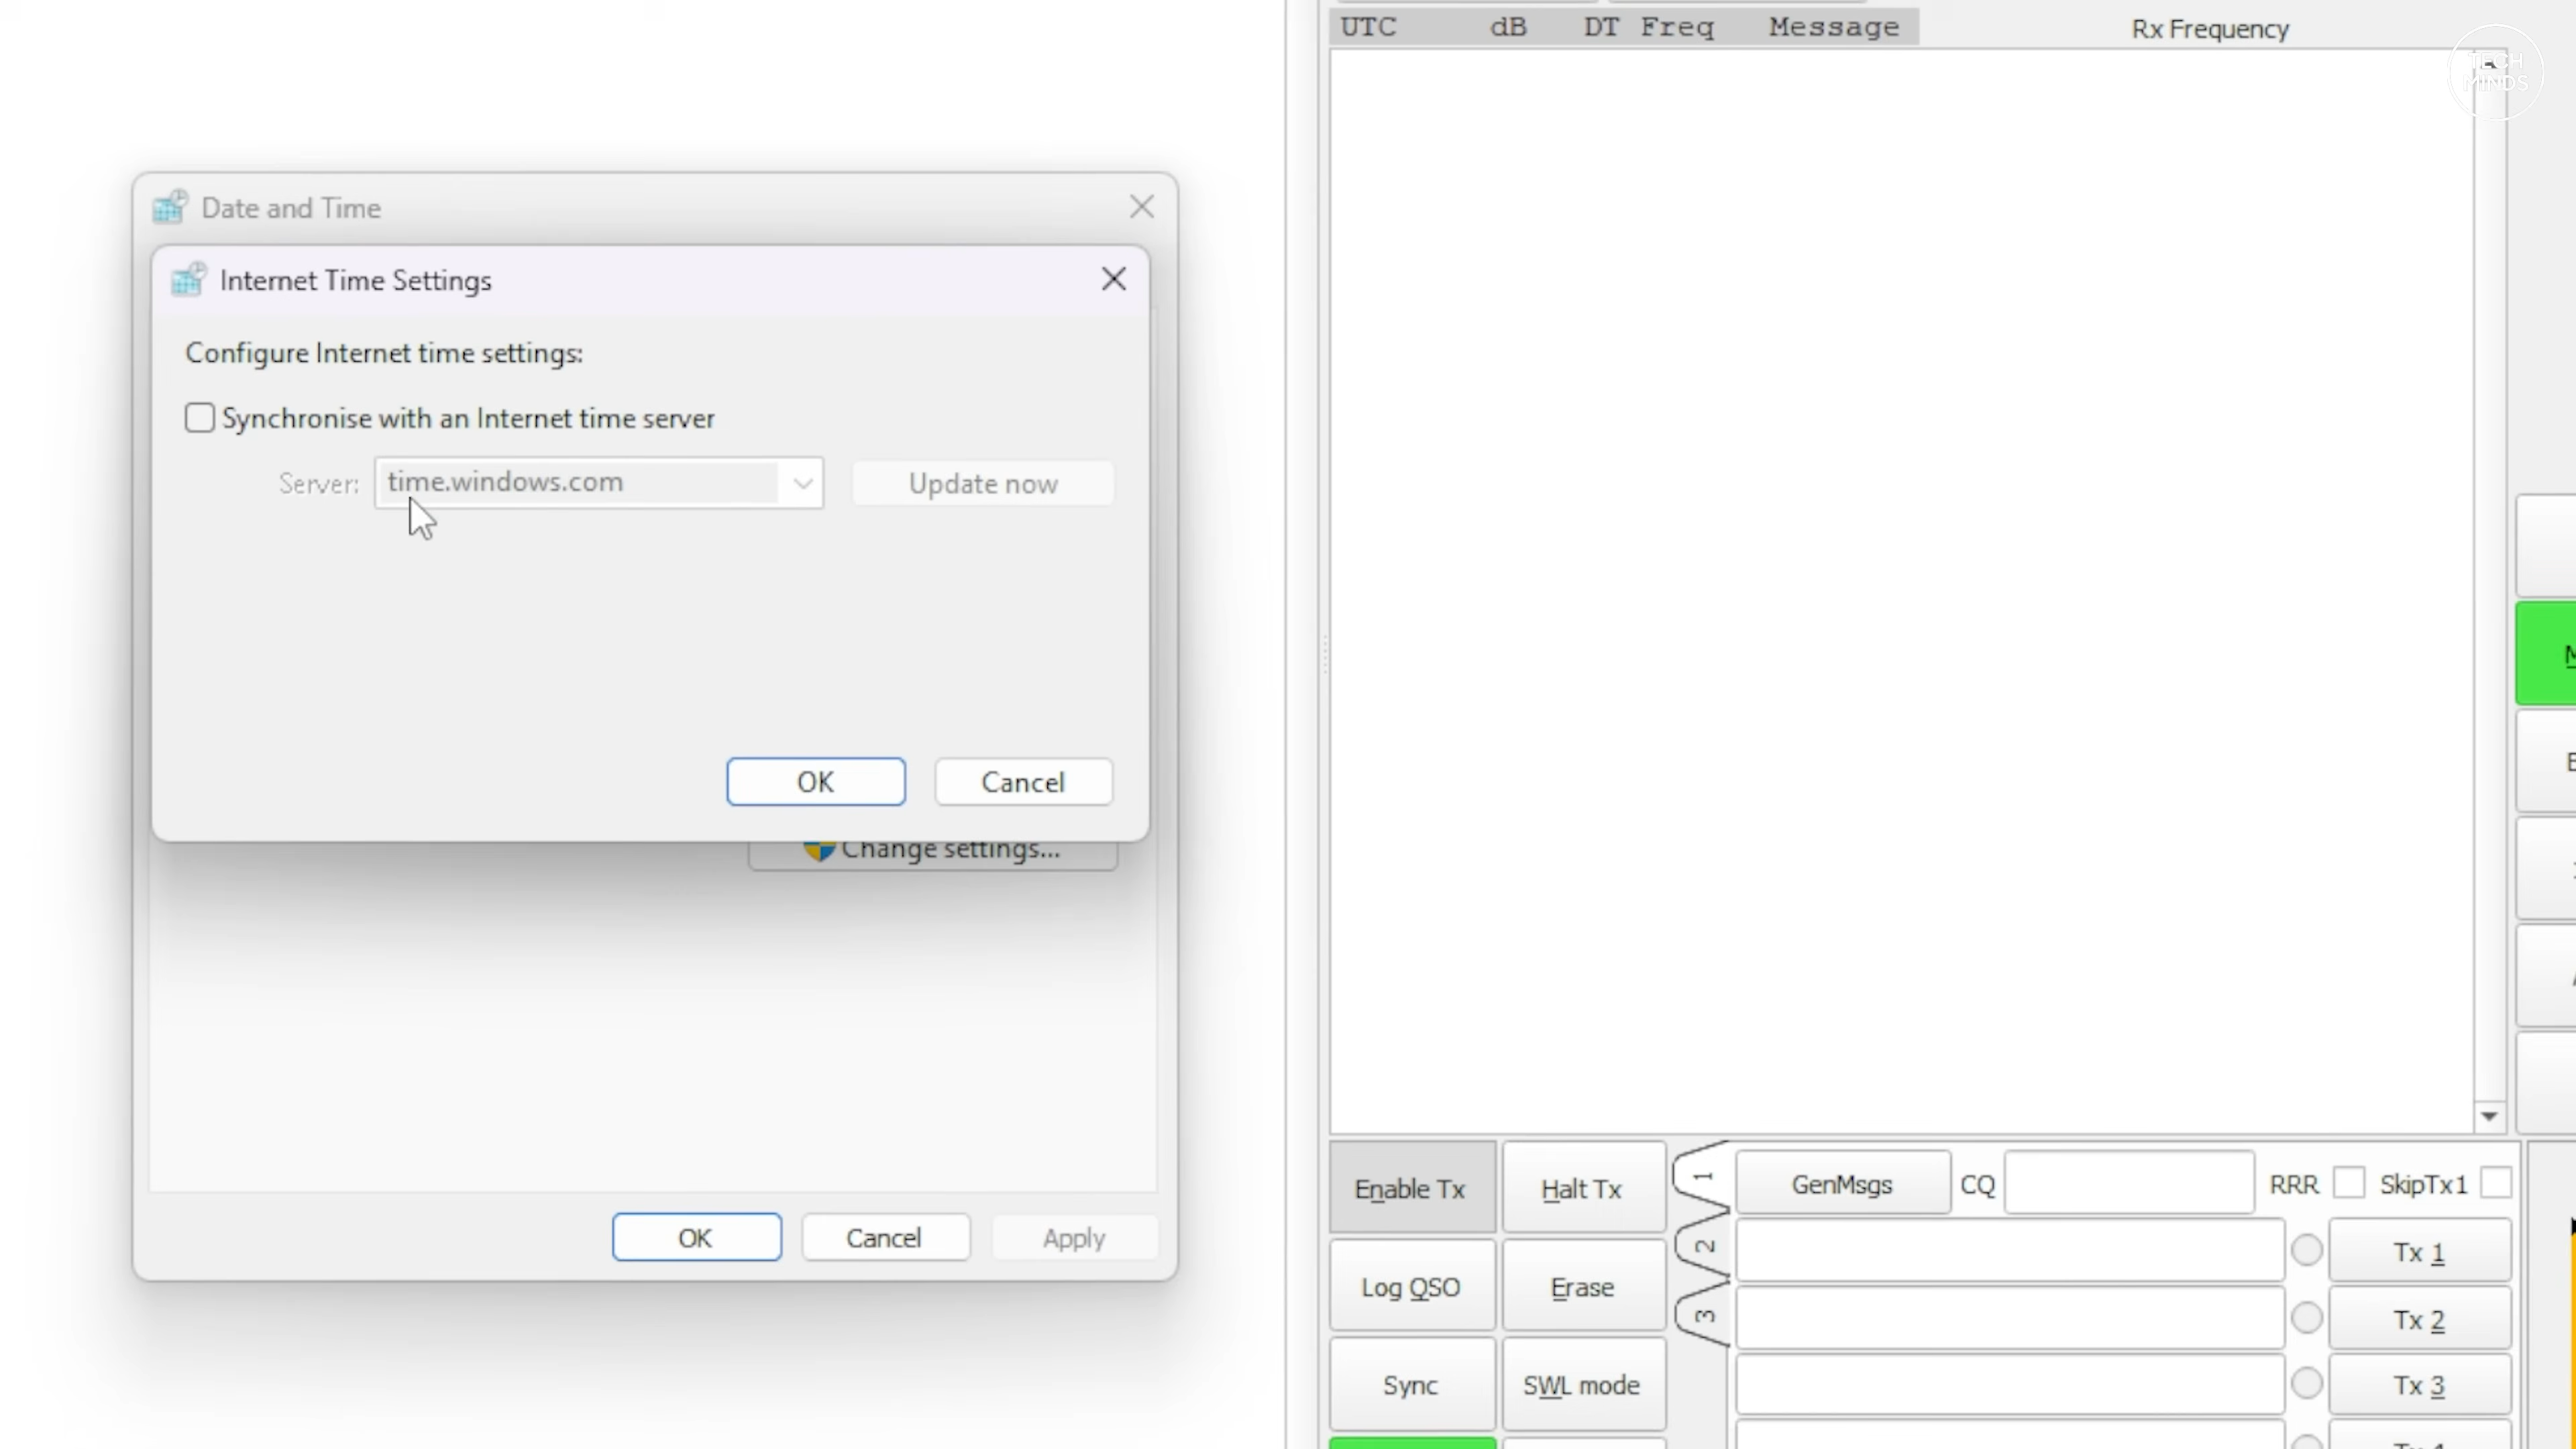 UTC dB DT Freq Message
Rx Frequency
TECH
MINDS
Date and Time
Internet Time Settings
Configure Internet time settings:
Synchronise with an Internet time server
Server: time.windows.com Update now
OK Cancel
Change settings...
OK Cancel Apply
Enable Tx Halt Tx 1 GenMsgs CQ RRR SkipTx1
2 Tx 1
Log QSO Erase 3 Tx 2
Sync SWL mode Tx 3